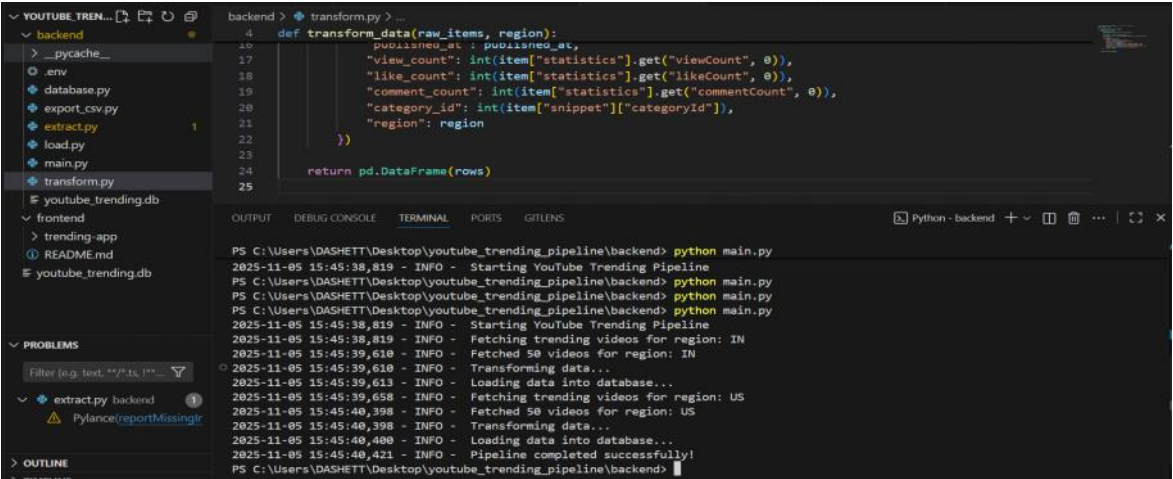 YOUTUBE_TREN...
backend
__pycache__
.env
database.py
export_csv.py
extract.py 1
load.py
main.py
transform.py
youtube_trending.db
frontend
trending-app
README.md
youtube_trending.db
PROBLEMS
Filter (e.g. text, **/*.ts, !**...
extract.py backend 1
Pylance(reportMissingIr
OUTLINE
backend > transform.py > ...
4 def transform_data(raw_items, region):
16 "published_at": published_at,
17 "view_count": int(item["statistics"].get("viewCount", 0)),
18 "like_count": int(item["statistics"].get("likeCount", 0)),
19 "comment_count": int(item["statistics"].get("commentCount", 0)),
20 "category_id": int(item["snippet"]["categoryId"]),
21 "region": region
22 })
23
24 return pd.DataFrame(rows)
25
OUTPUT DEBUG CONSOLE TERMINAL PORTS GITLENS Python - backend
PS C:\Users\DASHETT\Desktop\youtube_trending_pipeline\backend> python main.py
2025-11-05 15:45:38,819 - INFO - Starting YouTube Trending Pipeline
PS C:\Users\DASHETT\Desktop\youtube_trending_pipeline\backend> python main.py
PS C:\Users\DASHETT\Desktop\youtube_trending_pipeline\backend> python main.py
PS C:\Users\DASHETT\Desktop\youtube_trending_pipeline\backend> python main.py
2025-11-05 15:45:38,819 - INFO - Starting YouTube Trending Pipeline
2025-11-05 15:45:38,819 - INFO - Fetching trending videos for region: IN
2025-11-05 15:45:39,610 - INFO - Fetched 50 videos for region: IN
2025-11-05 15:45:39,610 - INFO - Transforming data...
2025-11-05 15:45:39,613 - INFO - Loading data into database...
2025-11-05 15:45:39,658 - INFO - Fetching trending videos for region: US
2025-11-05 15:45:40,398 - INFO - Fetched 50 videos for region: US
2025-11-05 15:45:40,398 - INFO - Transforming data...
2025-11-05 15:45:40,400 - INFO - Loading data into database...
2025-11-05 15:45:40,421 - INFO - Pipeline completed successfully!
PS C:\Users\DASHETT\Desktop\youtube_trending_pipeline\backend>